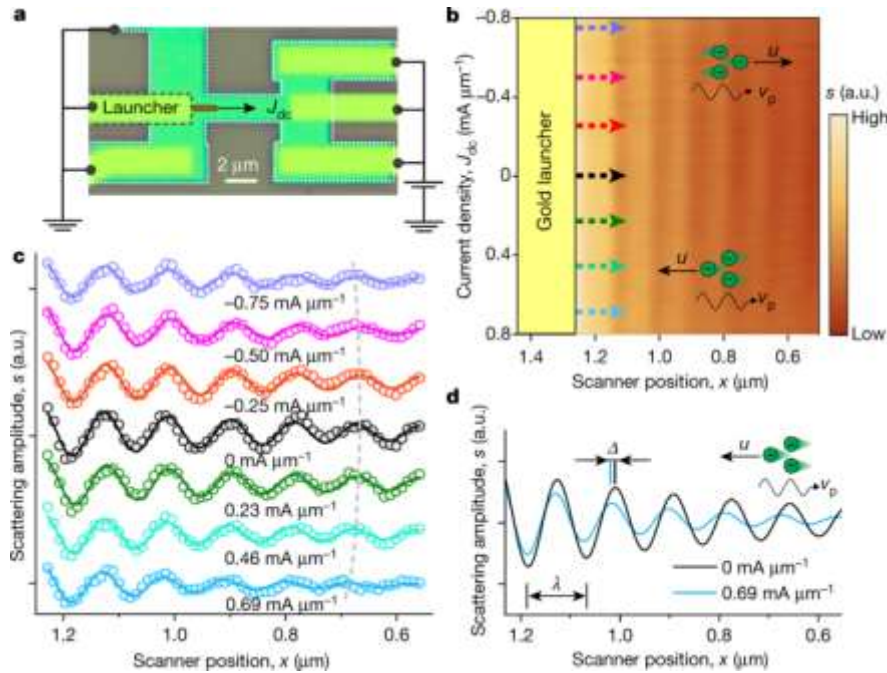 a
Launcher
J_dc
2 μm
b
Current density, J_dc (mA μm⁻¹)
−0.8
−0.4
0
0.4
0.8
Gold launcher
u
v_p
u
v_p
1.4
1.2
1.0
0.8
0.6
Scanner position, x (μm)
s (a.u.)
High
Low
c
Scattering amplitude, s (a.u.)
−0.75 mA μm⁻¹
−0.50 mA μm⁻¹
−0.25 mA μm⁻¹
0 mA μm⁻¹
0.23 mA μm⁻¹
0.46 mA μm⁻¹
0.69 mA μm⁻¹
1.2
1.0
0.8
0.6
Scanner position, x (μm)
d
Scattering amplitude, s (a.u.)
Δ
u
v_p
λ
0 mA μm⁻¹
0.69 mA μm⁻¹
1.2
1.0
0.8
0.6
Scanner position, x (μm)